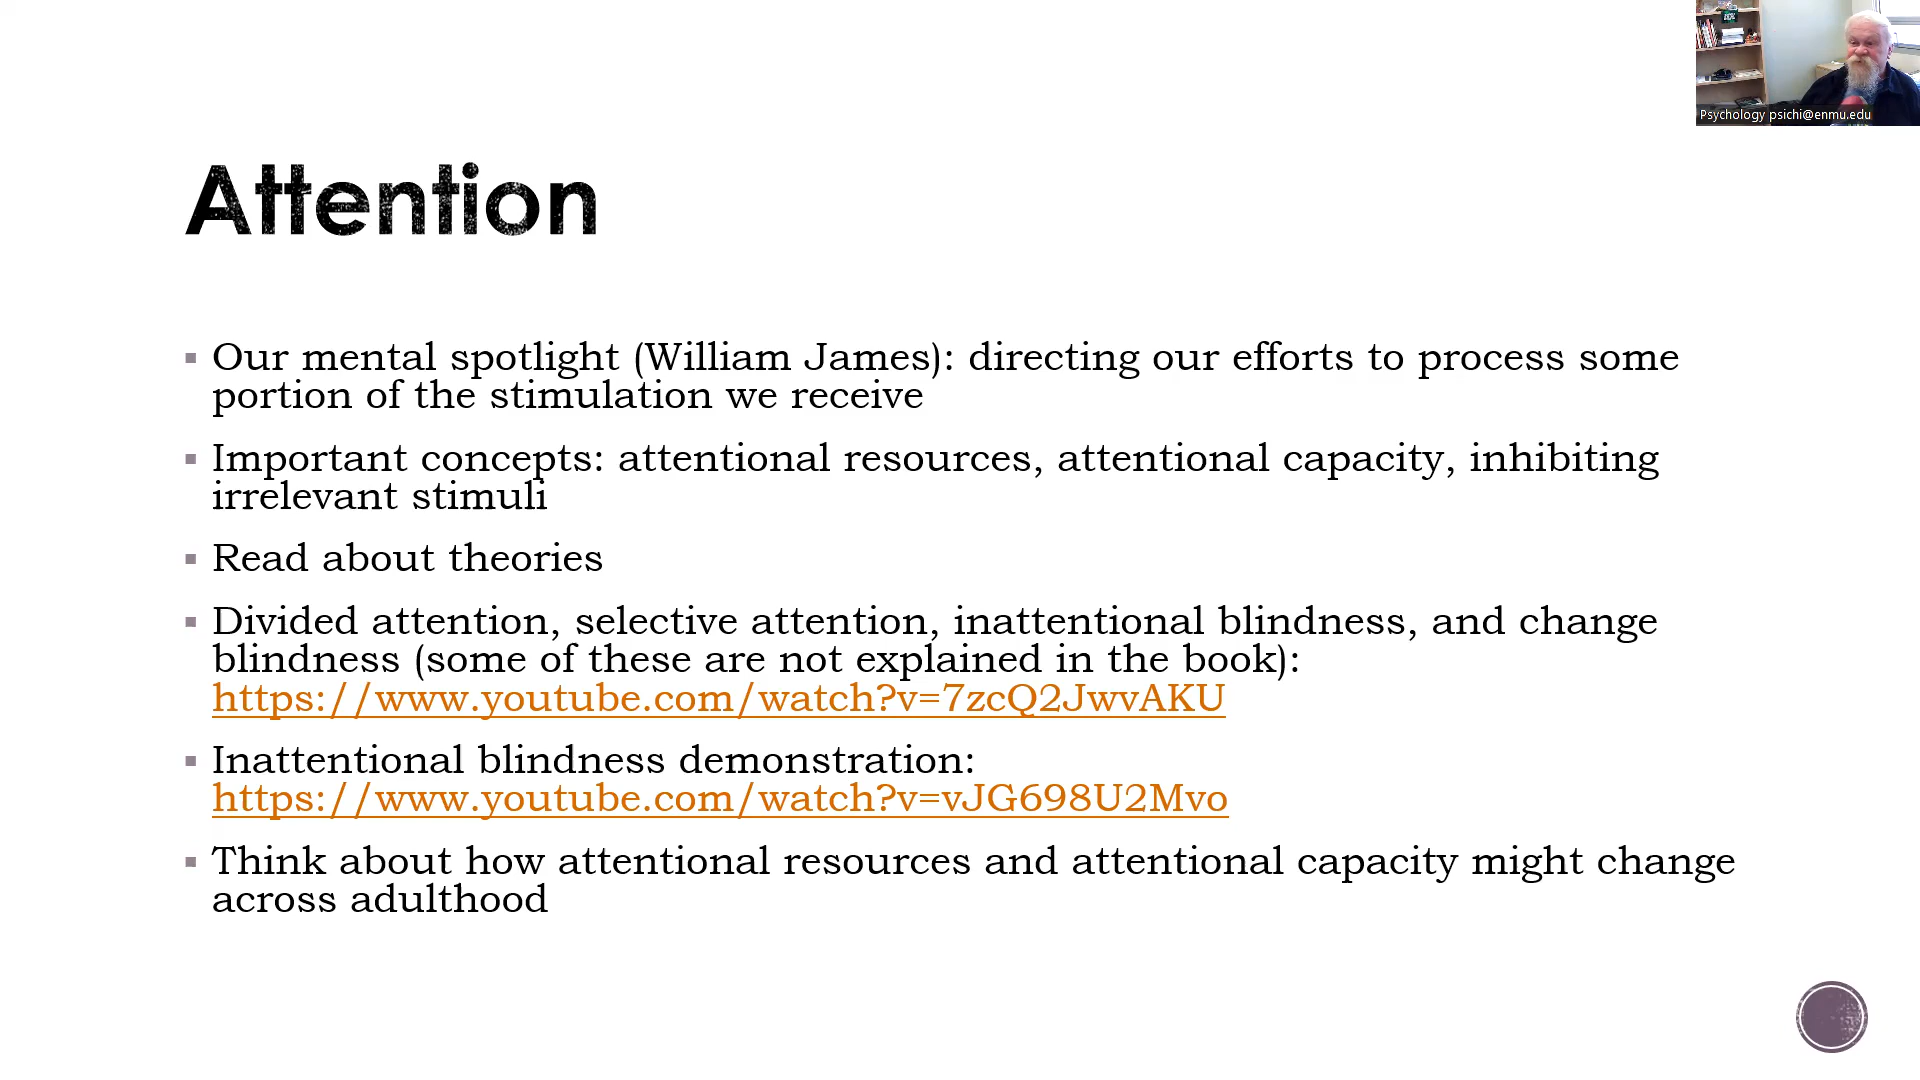 Psychology psichi@enmu.edu
Attention
Our mental spotlight (William James): directing our efforts to process some
portion of the stimulation we receive
Important concepts: attentional resources, attentional capacity, inhibiting
irrelevant stimuli
Read about theories
Divided attention, selective attention, inattentional blindness, and change
blindness (some of these are not explained in the book):
https://www.youtube.com/watch?v=7zcQ2JwvAKU
Inattentional blindness demonstration:
https://www.youtube.com/watch?v=vJG698U2Mvo
Think about how attentional resources and attentional capacity might change
across adulthood